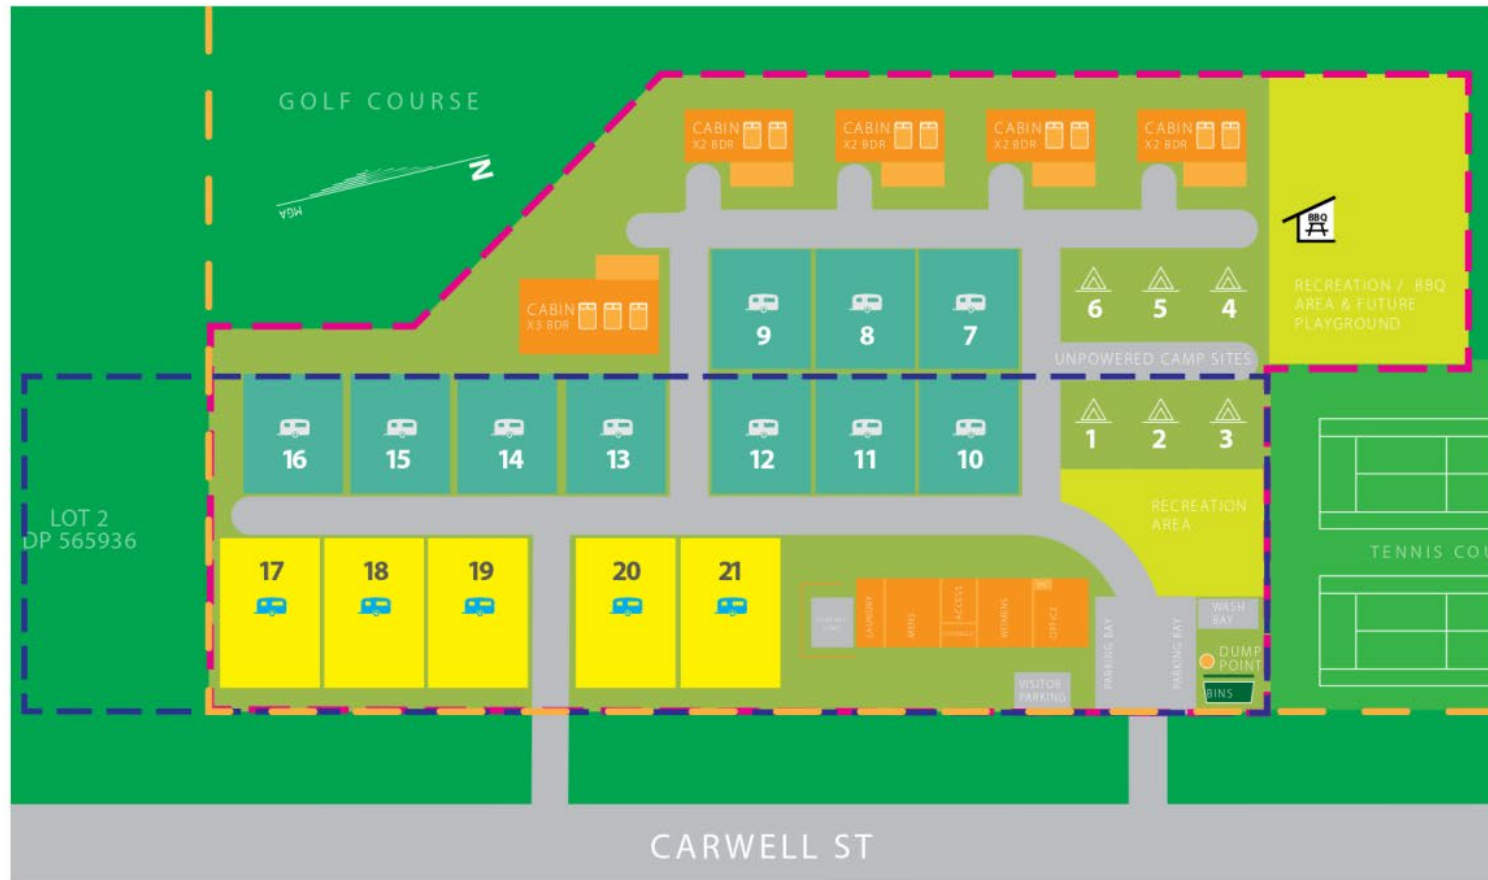 GOLF COURSE
N
MGA
CABIN
X2 BDR
CABIN
X2 BDR
CABIN
X2 BDR
CABIN
X2 BDR
BBQ
RECREATION / BBQ
AREA & FUTURE
PLAYGROUND
CABIN
X3 BDR
9
8
7
6
5
4
UNPOWERED CAMP SITES
16
15
14
13
12
11
10
1
2
3
RECREATION
AREA
LOT 2
DP 565936
TENNIS COU
17
18
19
20
21
LAUNDRY
MENS
ACCESS
STORAGE
WOMENS
OFFICE
PARKING BAY
PARKING BAY
WASH
BAY
DUMP
POINT
BINS
VISITOR
PARKING
CARWELL ST